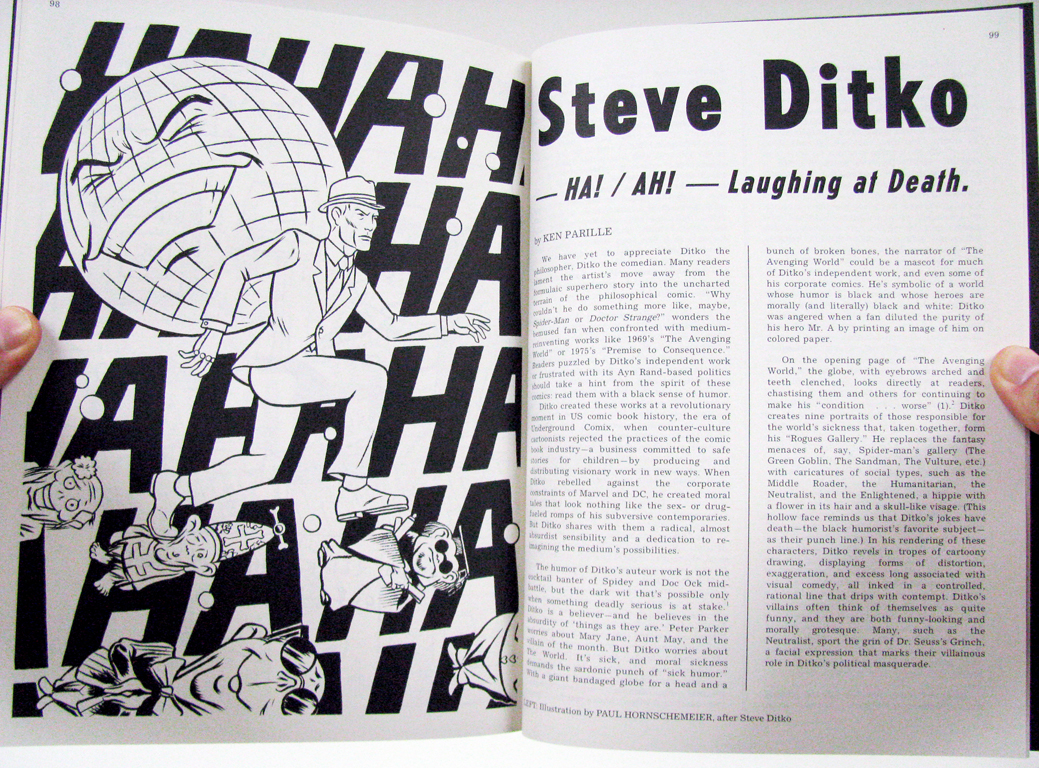 98
HAHAH
HAHA
HAHAH
HAHA
99
Steve Ditko
— HA! / AH! — Laughing at Death.
by KEN PARILLE
We have yet to appreciate Ditko the
philosopher, Ditko the comedian. Many readers
lament the artist's move away from the
formulaic superhero story into the uncharted
terrain of the philosophical comic. "Why
couldn't he do something more like, maybe,
Spider-Man or Doctor Strange?" wonders the
bemused fan when confronted with medium-
reinventing works like 1969's "The Avenging
World" or 1975's "Premise to Consequence."
Readers puzzled by Ditko's independent work
or frustrated with its Ayn Rand-based politics
should take a hint from the spirit of these
comics: read them with a black sense of humor.
Ditko created these works at a revolutionary
moment in US comic book history, the era of
Underground Comix, when counter-culture
cartoonists rejected the practices of the comic
book industry—a business committed to safe
stories for children—by producing and
distributing visionary work in new ways. When
Ditko rebelled against the corporate
constraints of Marvel and DC, he created moral
tales that look nothing like the sex- or drug-
fueled romps of his subversive contemporaries.
But Ditko shares with them a radical, almost
absurdist sensibility and a dedication to re-
imagining the medium's possibilities.
The humor of Ditko's auteur work is not the
cocktail banter of Spidey and Doc Ock mid-
battle, but the dark wit that's possible only
when something deadly serious is at stake.1
Ditko is a believer—and he believes in the
absurdity of 'things as they are.' Peter Parker
worries about Mary Jane, Aunt May, and the
villain of the month. But Ditko worries about
The World. It's sick, and moral sickness
demands the sardonic punch of "sick humor."
With a giant bandaged globe for a head and a
bunch of broken bones, the narrator of "The
Avenging World" could be a mascot for much
of Ditko's independent work, and even some of
his corporate comics. He's symbolic of a world
whose humor is black and whose heroes are
morally (and literally) black and white: Ditko
was angered when a fan diluted the purity of
his hero Mr. A by printing an image of him on
colored paper.
On the opening page of "The Avenging
World," the globe, with eyebrows arched and
teeth clenched, looks directly at readers,
chastising them and others for continuing to
make his "condition . . . worse" (1).2 Ditko
creates nine portraits of those responsible for
the world's sickness that, taken together, form
his "Rogues Gallery." He replaces the fantasy
menaces of, say, Spider-man's gallery (The
Green Goblin, The Sandman, The Vulture, etc.)
with caricatures of social types, such as the
Middle Roader, the Humanitarian, the
Neutralist, and the Enlightened, a hippie with
a flower in its hair and a skull-like visage. (This
hollow face reminds us that Ditko's jokes have
death—the black humorist's favorite subject—
as their punch line.) In his rendering of these
characters, Ditko revels in tropes of cartoony
drawing, displaying forms of distortion,
exaggeration, and excess long associated with
visual comedy, all inked in a controlled,
rational line that drips with contempt. Ditko's
villains often think of themselves as quite
funny, and they are both funny-looking and
morally grotesque. Many, such as the
Neutralist, sport the grin of Dr. Seuss's Grinch,
a facial expression that marks their villainous
role in Ditko's political masquerade.
LEFT: Illustration by PAUL HORNSCHEMEIER, after Steve Ditko